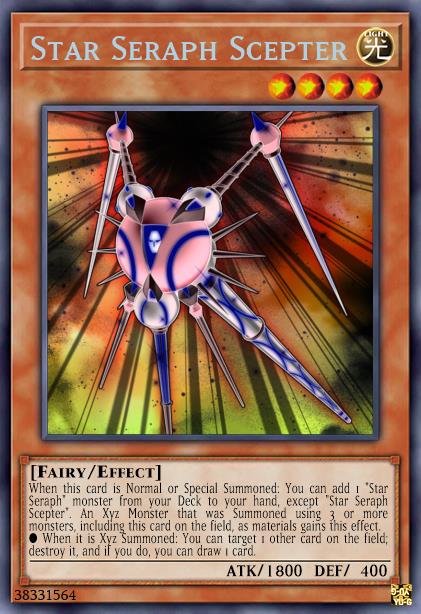 Star Seraph Scepter
LIGHT
光
[Fairy/Effect]
When this card is Normal or Special Summoned: You can add 1 "Star
Seraph" monster from your Deck to your hand, except "Star Seraph
Scepter". An Xyz Monster that was Summoned using 3 or more
monsters, including this card on the field, as materials gains this effect.
● When it is Xyz Summoned: You can target 1 other card on the field;
destroy it, and if you do, you can draw 1 card.
ATK/1800 DEF/ 400
38331564